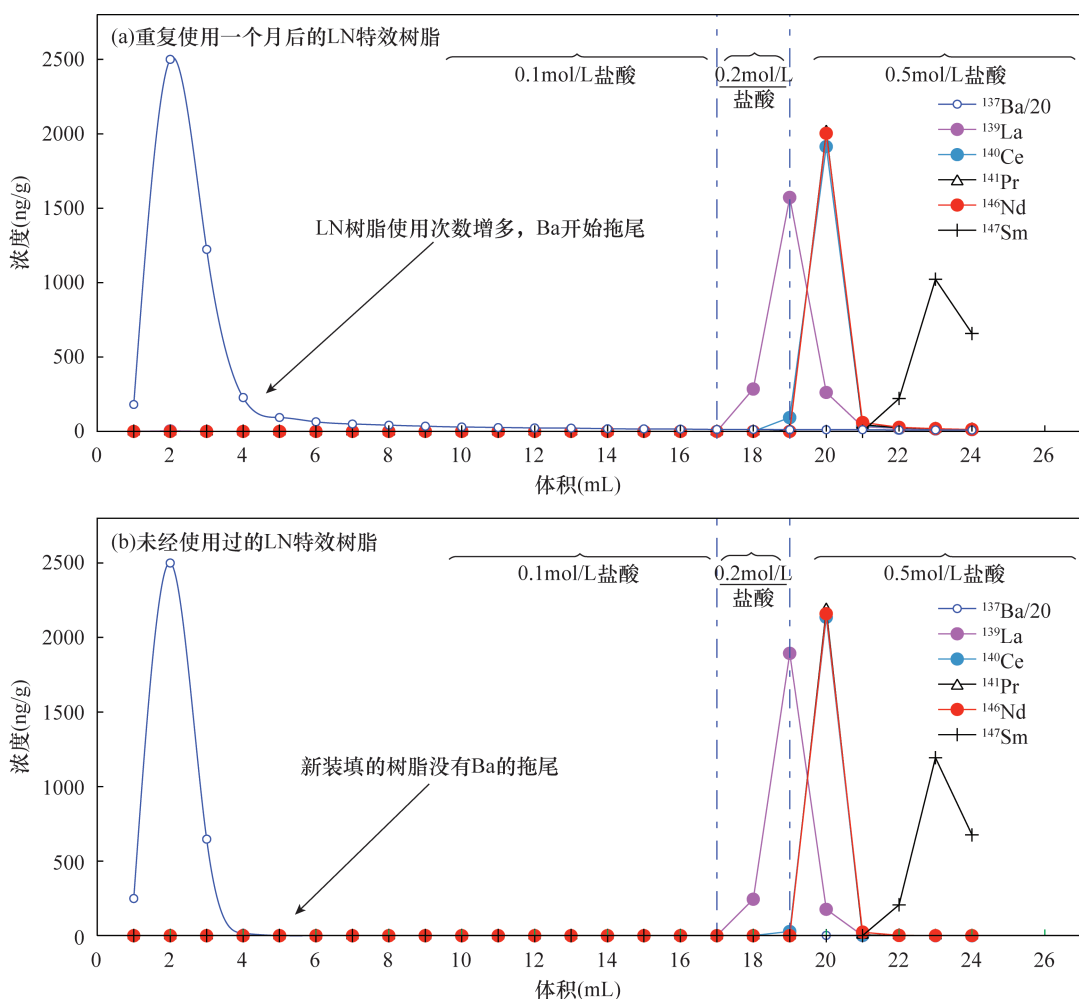 (a)重复使用一个月后的LN特效树脂
0.1mol/L盐酸
0.2mol/L
盐酸
0.5mol/L盐酸
¹³⁷Ba/20
¹³⁹La
¹⁴⁰Ce
¹⁴¹Pr
¹⁴⁶Nd
¹⁴⁷Sm
LN树脂使用次数增多，Ba开始拖尾
浓度(ng/g)
2500
2000
1500
1000
500
0
0 2 4 6 8 10 12 14 16 18 20 22 24 26
体积(mL)
(b)未经使用过的LN特效树脂
0.1mol/L盐酸
0.2mol/L
盐酸
0.5mol/L盐酸
¹³⁷Ba/20
¹³⁹La
¹⁴⁰Ce
¹⁴¹Pr
¹⁴⁶Nd
¹⁴⁷Sm
新装填的树脂没有Ba的拖尾
浓度(ng/g)
2500
2000
1500
1000
500
0
0 2 4 6 8 10 12 14 16 18 20 22 24 26
体积(mL)